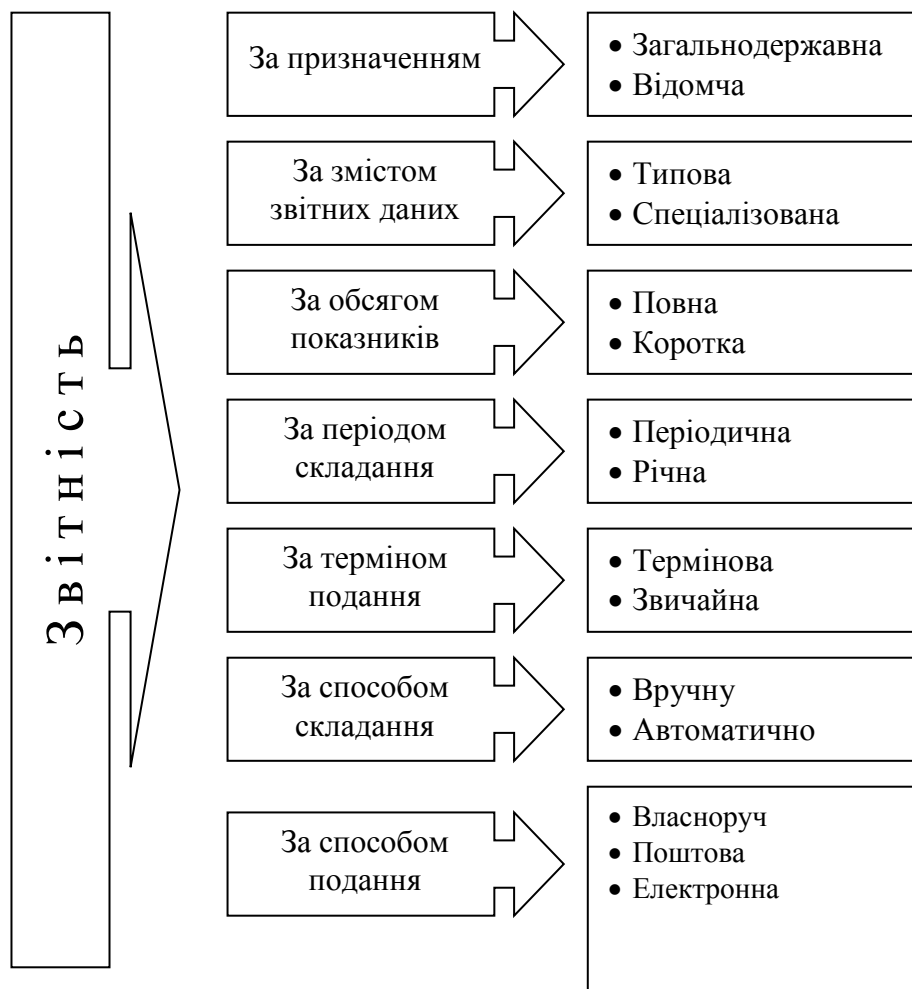 Звітність
За призначенням
• Загальнодержавна
• Відомча
За змістом
звітних даних
• Типова
• Спеціалізована
За обсягом
показників
• Повна
• Коротка
За періодом
складання
• Періодична
• Річна
За терміном
подання
• Термінова
• Звичайна
За способом
складання
• Вручну
• Автоматично
За способом
подання
• Власноруч
• Поштова
• Електронна